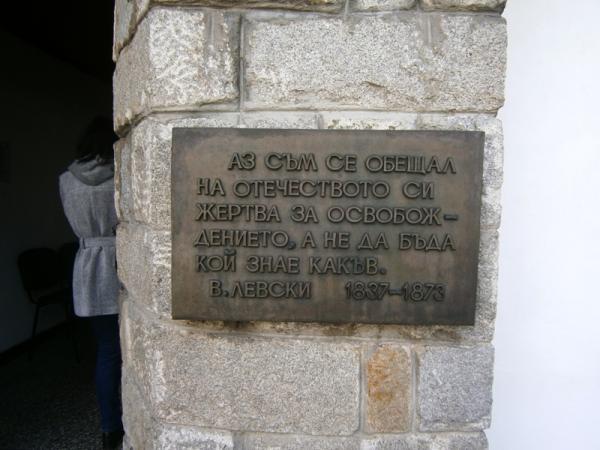 АЗ СЪМ СЕ ОБЕЩАЛ
НА ОТЕЧЕСТВОТО СИ
ЖЕРТВА ЗА ОСВОБОЖ-
ДЕНИЕТО, А НЕ ДА БЪДА
КОЙ ЗНАЕ КАКЪВ.
В. ЛЕВСКИ 1837-1873